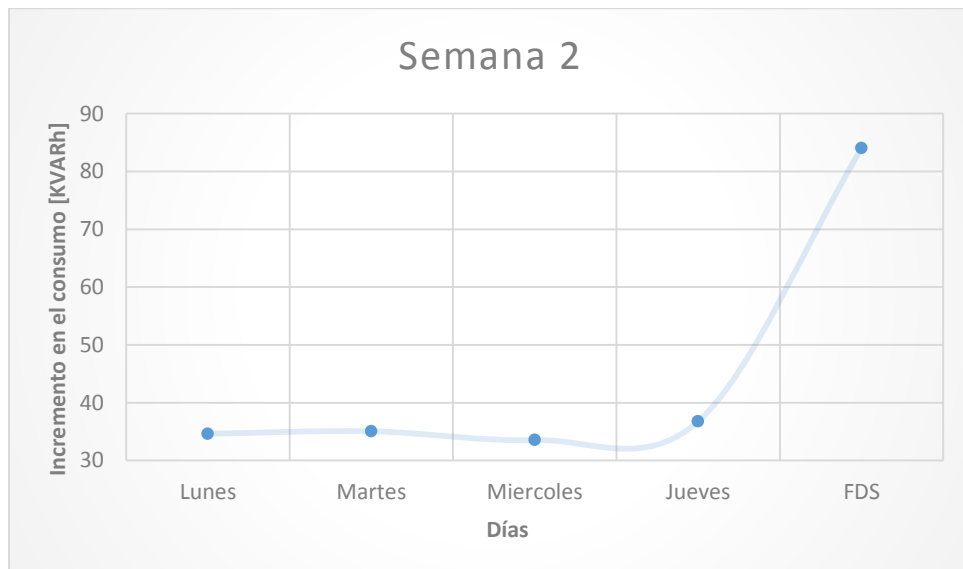 Semana 2
Incremento en el consumo [KVARh]
90
80
70
60
50
40
30
Lunes Martes Miercoles Jueves FDS
Días